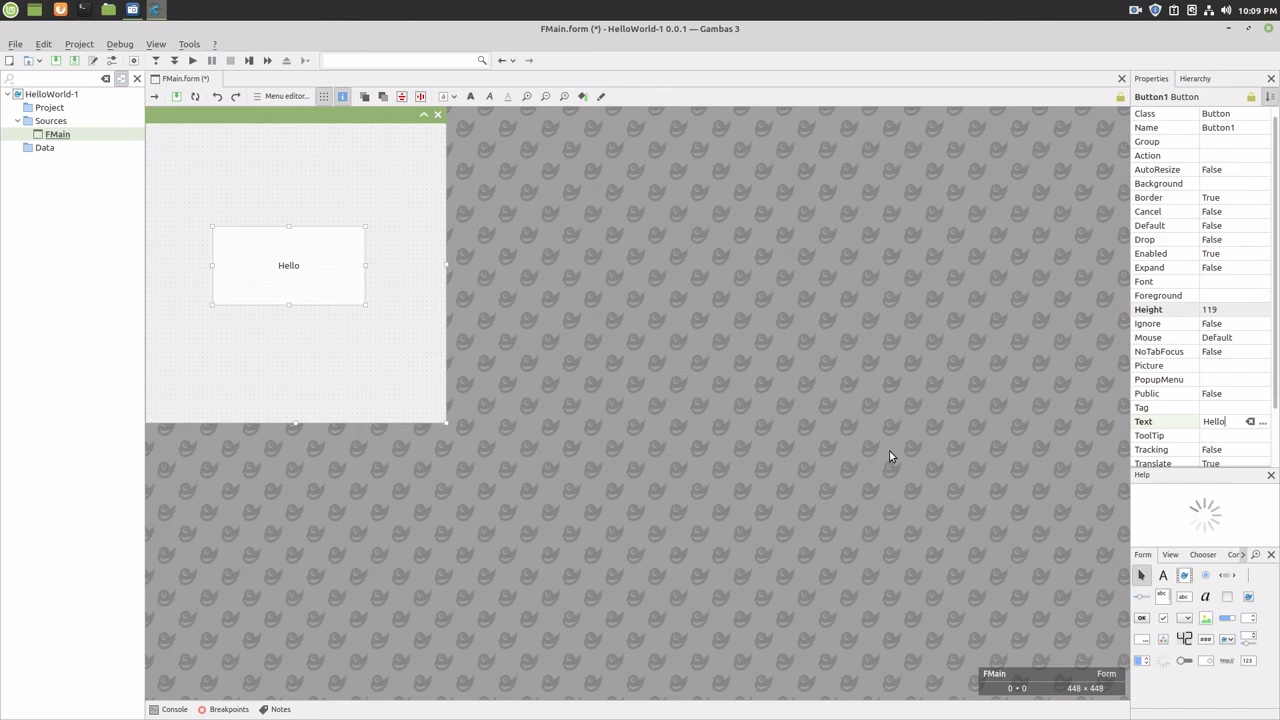 10:09 PM
FMain.form (*) - HelloWorld-1 0.0.1 — Gambas 3
File Edit Project Debug View Tools ?
FMain.form (*)
HelloWorld-1
Project
Sources
FMain
Data
Menu editor...
Hello
FMain Form
0 • 0 448 × 448
Console Breakpoints Notes
Properties Hierarchy
Button1 Button
Class Button
Name Button1
Group
Action
AutoResize False
Background
Border True
Cancel False
Default False
Drop False
Enabled True
Expand False
Font
Foreground
Height 119
Ignore False
Mouse Default
NoTabFocus False
Picture
PopupMenu
Public False
Tag
Text Hello
ToolTip
Tracking False
Translate True
Help
Form View Chooser